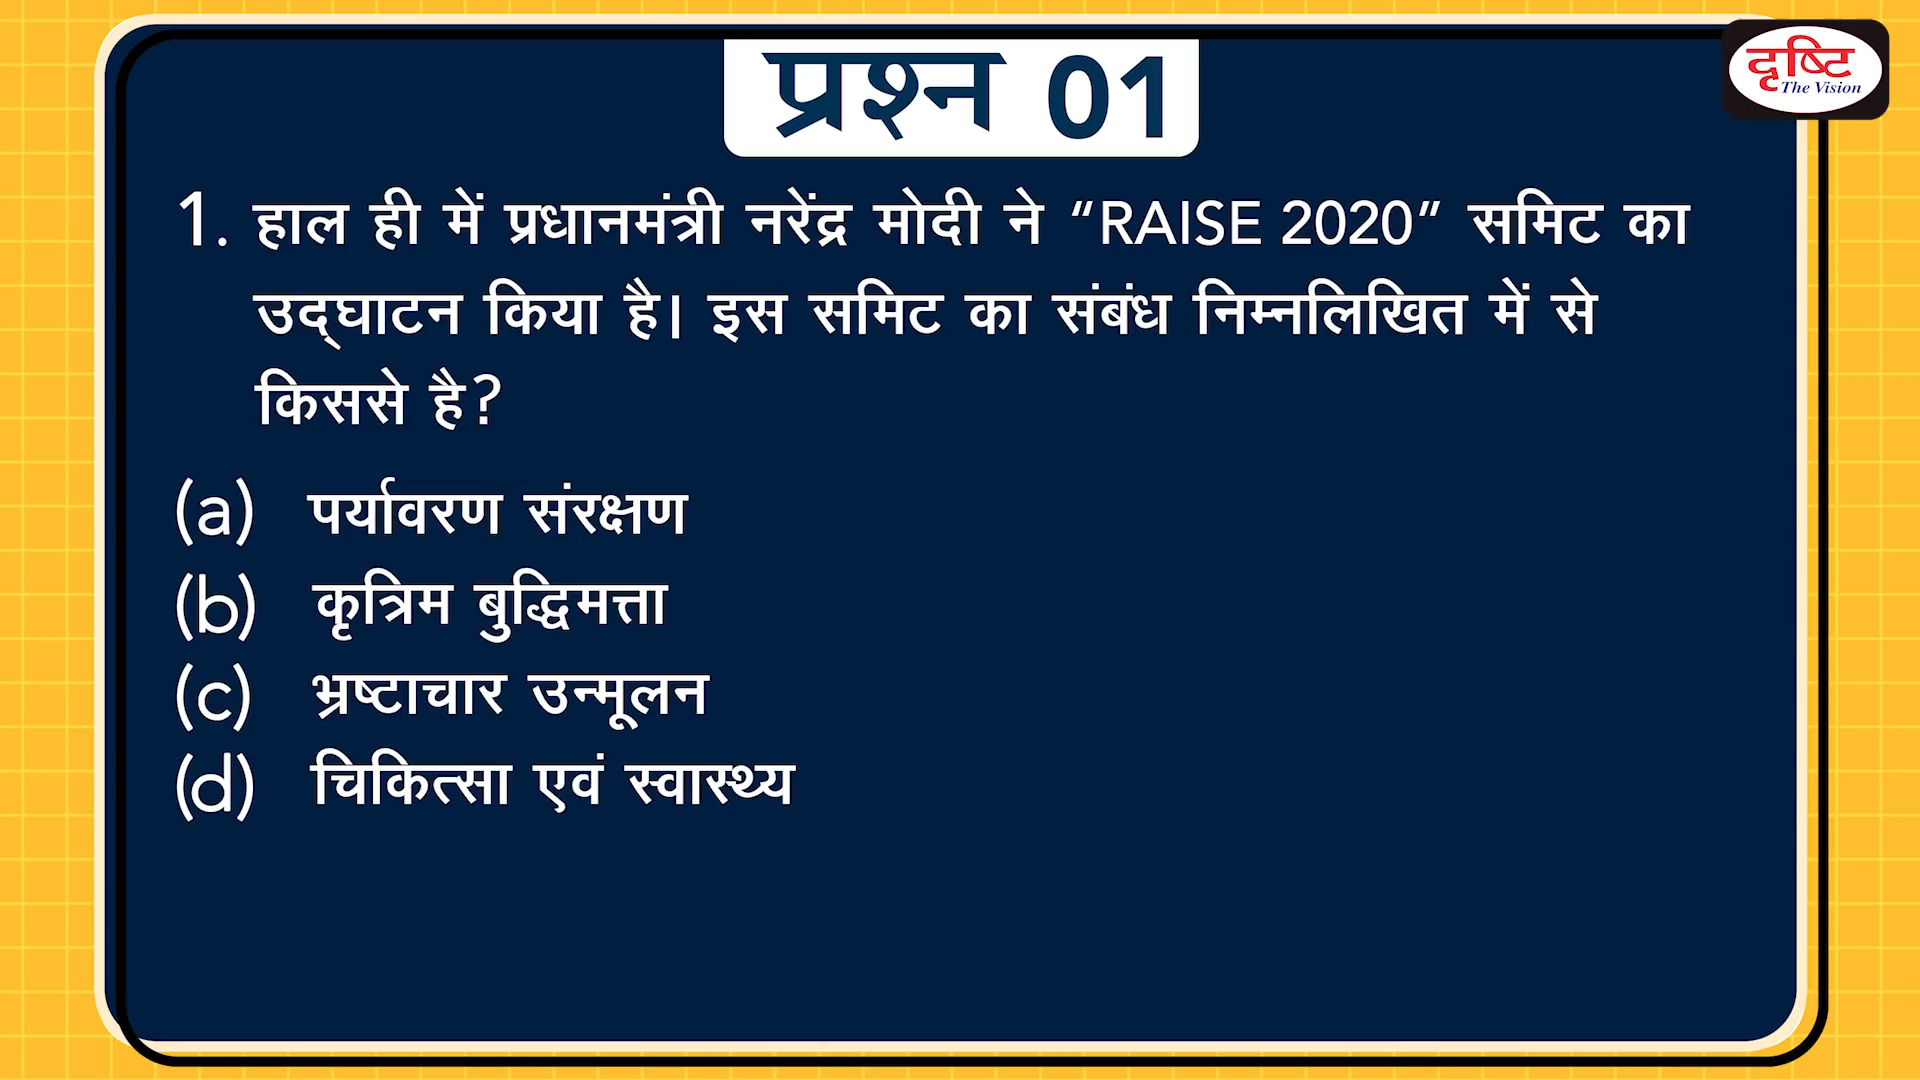 प्रश्न 01
दृष्टि
The Vision
1. हाल ही में प्रधानमंत्री नरेंद्र मोदी ने “RAISE 2020” समिट का
उद्घाटन किया है। इस समिट का संबंध निम्नलिखित में से
किससे है?
(a) पर्यावरण संरक्षण
(b) कृत्रिम बुद्धिमत्ता
(c) भ्रष्टाचार उन्मूलन
(d) चिकित्सा एवं स्वास्थ्य